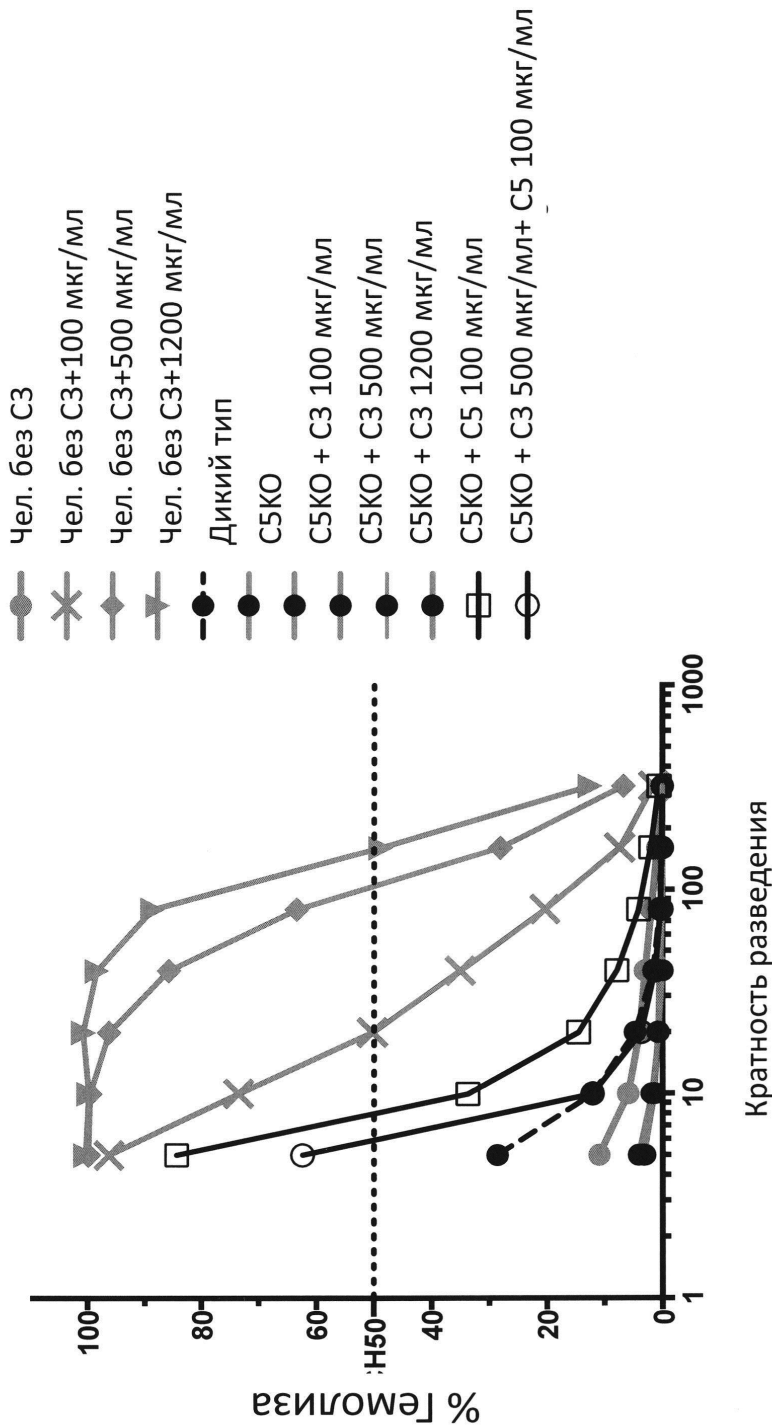 % Гемолиза
100
80
60
CH50
40
20
0
1
10
100
1000
Кратность разведения
Чел. без С3
Чел. без С3+100 мкг/мл
Чел. без С3+500 мкг/мл
Чел. без С3+1200 мкг/мл
Дикий тип
С5КО
С5КО + С3 100 мкг/мл
С5КО + С3 500 мкг/мл
С5КО + С3 1200 мкг/мл
С5КО + С5 100 мкг/мл
С5КО + С3 500 мкг/мл+ С5 100 мкг/мл